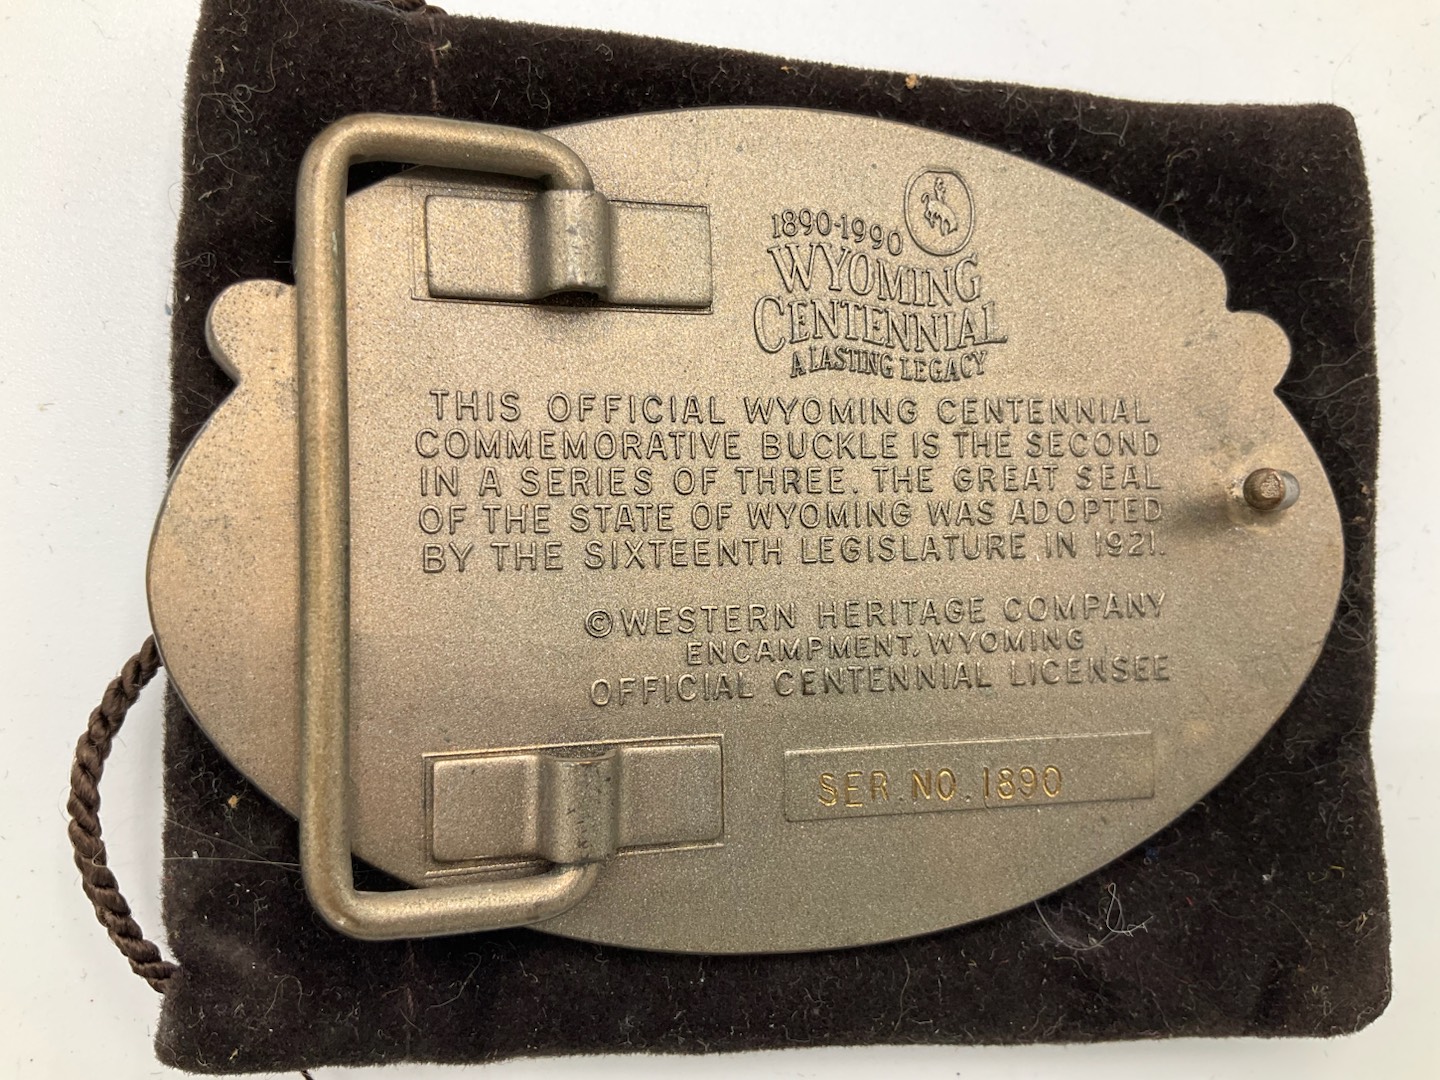 1890-1990
WYOMING
CENTENNIAL
A LASTING LEGACY
THIS OFFICIAL WYOMING CENTENNIAL
COMMEMORATIVE BUCKLE IS THE SECOND
IN A SERIES OF THREE. THE GREAT SEAL
OF THE STATE OF WYOMING WAS ADOPTED
BY THE SIXTEENTH LEGISLATURE IN 1921.
©WESTERN HERITAGE COMPANY
ENCAMPMENT, WYOMING
OFFICIAL CENTENNIAL LICENSEE
SER. NO. 1890